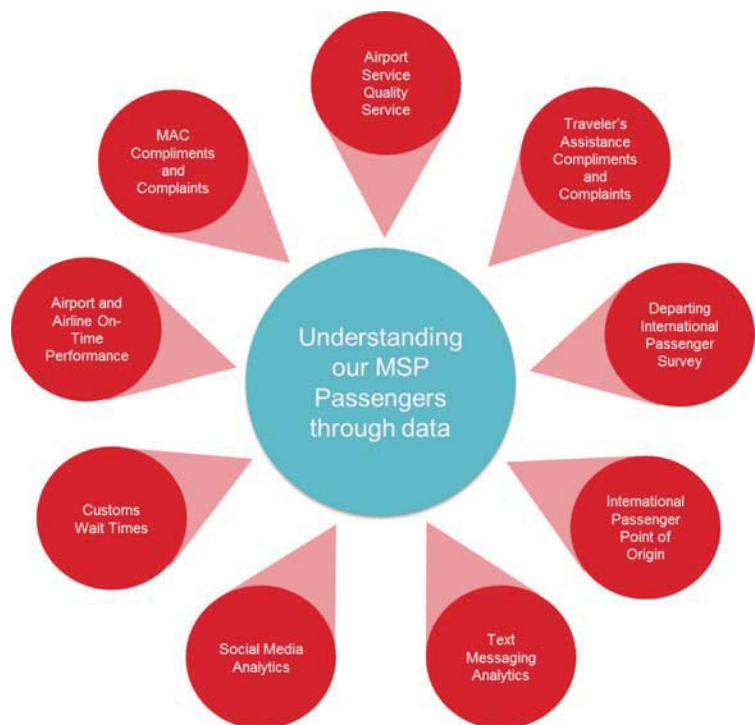 Airport
Service
Quality
Service
Traveler's
Assistance
Compliments
and
Complaints
Departing
International
Passenger
Survey
International
Passenger
Point of
Origin
Text
Messaging
Analytics
Social Media
Analytics
Customs
Wait Times
Airport and
Airline On-
Time
Performance
MAC
Compliments
and
Complaints
Understanding
our MSP
Passengers
through data